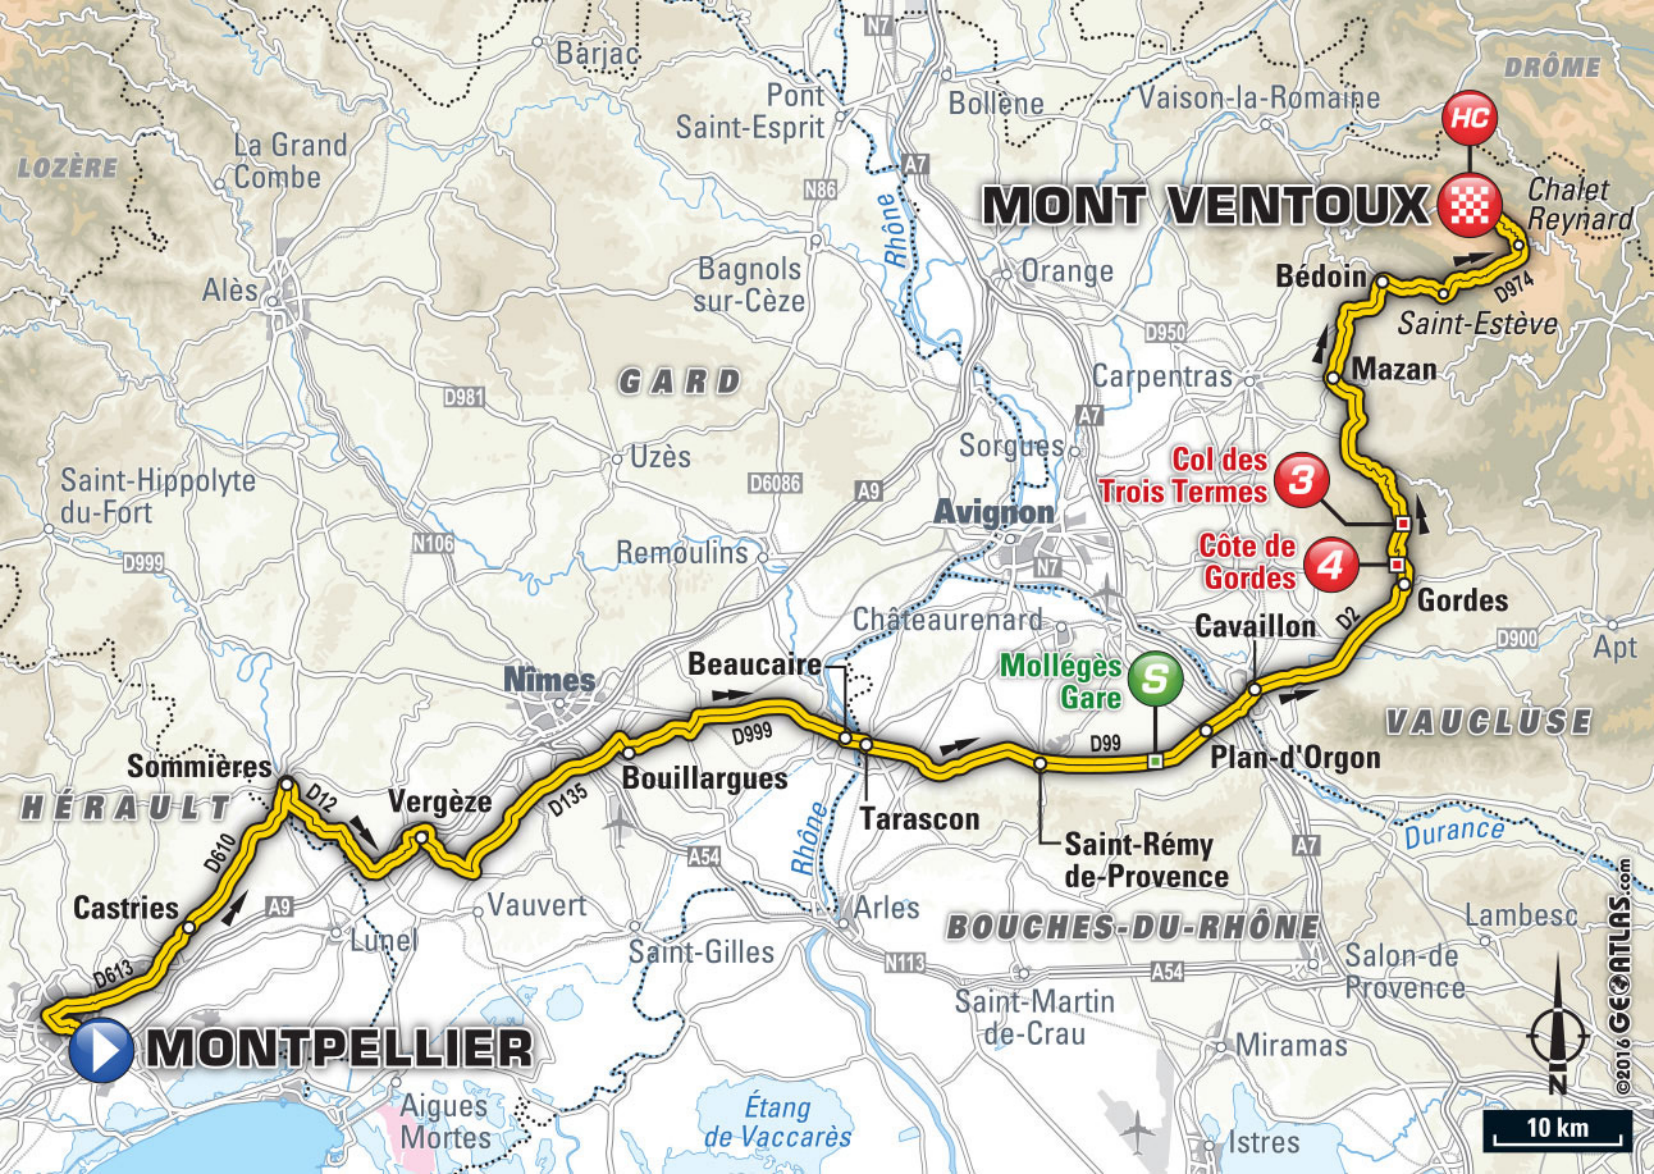 N7
Barjac
DRÔME
Pont
Saint-Esprit
Bollène
Vaison-la-Romaine
HC
La Grand
Combe
LOZÈRE
A7
N86
MONT VENTOUX
Chalet
Reynard
Rhône
Bagnols
sur-Cèze
Orange
Bédoin
D974
Alès
Saint-Estève
D950
GARD
Carpentras
Mazan
D981
A7
Sorgues
Uzès
Col des
Trois Termes
3
Saint-Hippolyte
du-Fort
D6086
A9
Avignon
D999
N106
Remoulins
N7
Côte de
Gordes
4
Gordes
Châteaurenard
Cavaillon
D2
D900
Apt
Beaucaire
Mollégès
Gare
S
Nîmes
VAUCLUSE
D999
D99
Plan-d'Orgon
Sommières
Bouillargues
HÉRAULT
D12
Vergèze
D135
Tarascon
Rhône
Durance
D610
A54
Saint-Rémy
de-Provence
A7
Castries
A9
Vauvert
Arles
BOUCHES-DU-RHÔNE
Lambesc
Lunel
Saint-Gilles
N113
A54
Salon-de
Provence
D613
Saint-Martin
de-Crau
MONTPELLIER
Miramas
N
©2016 GEOATLAS.com
Aigues
Mortes
Étang
de Vaccarès
Istres
10 km